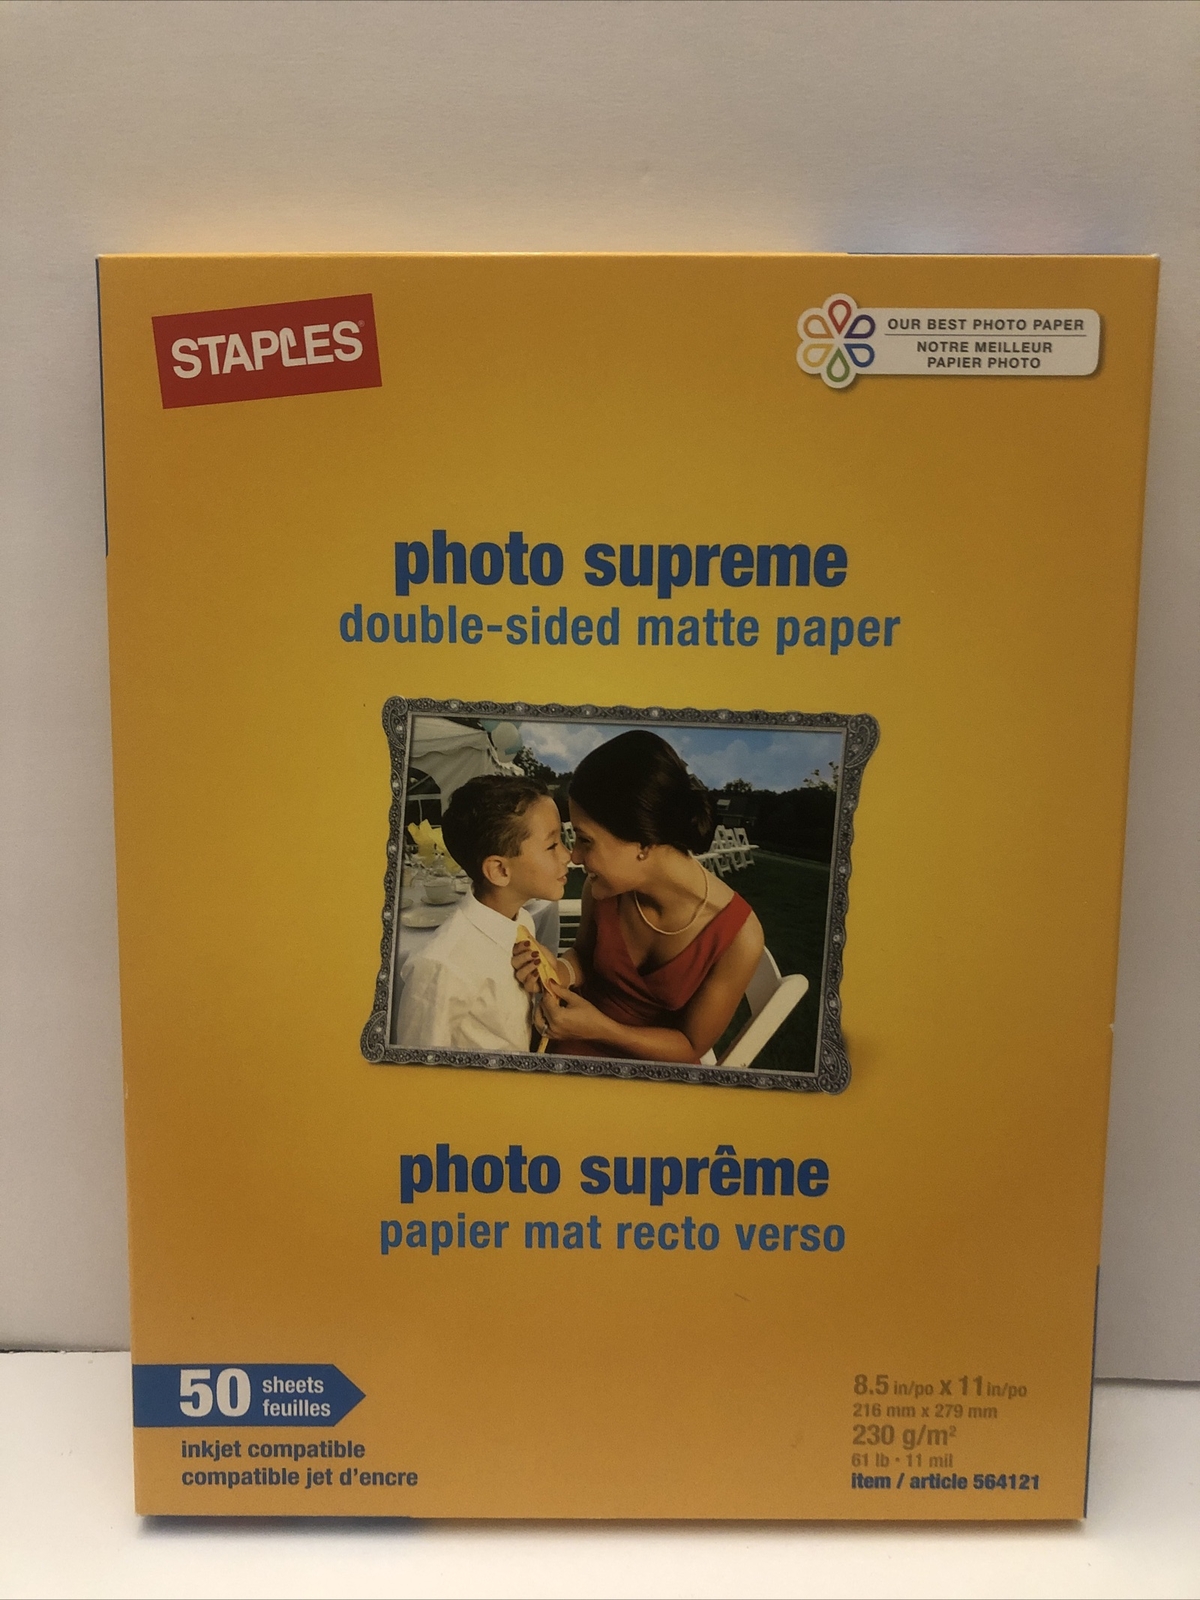 STAPLES®
OUR BEST PHOTO PAPER
NOTRE MEILLEUR
PAPIER PHOTO
photo supreme
double-sided matte paper
photo suprême
papier mat recto verso
50 sheets
feuilles
inkjet compatible
compatible jet d'encre
8.5 in/po x 11 in/po
216 mm x 279 mm
230 g/m²
61 lb • 11 mil
item / article 564121